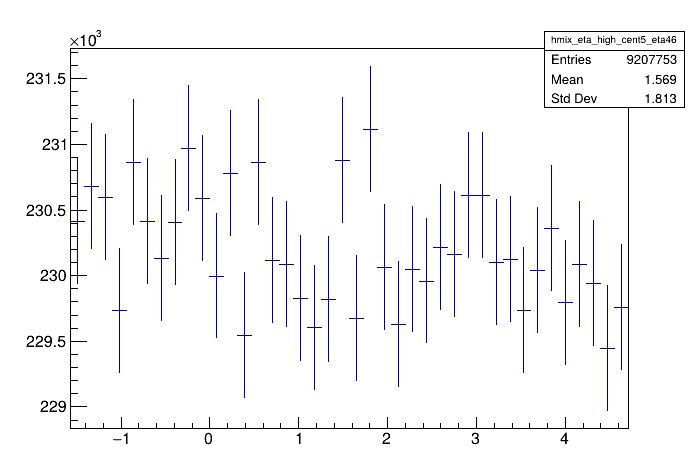 ×10³
hmix_eta_high_cent5_eta46
Entries 9207753
Mean 1.569
Std Dev 1.813
231.5
231
230.5
230
229.5
229
−1 0 1 2 3 4